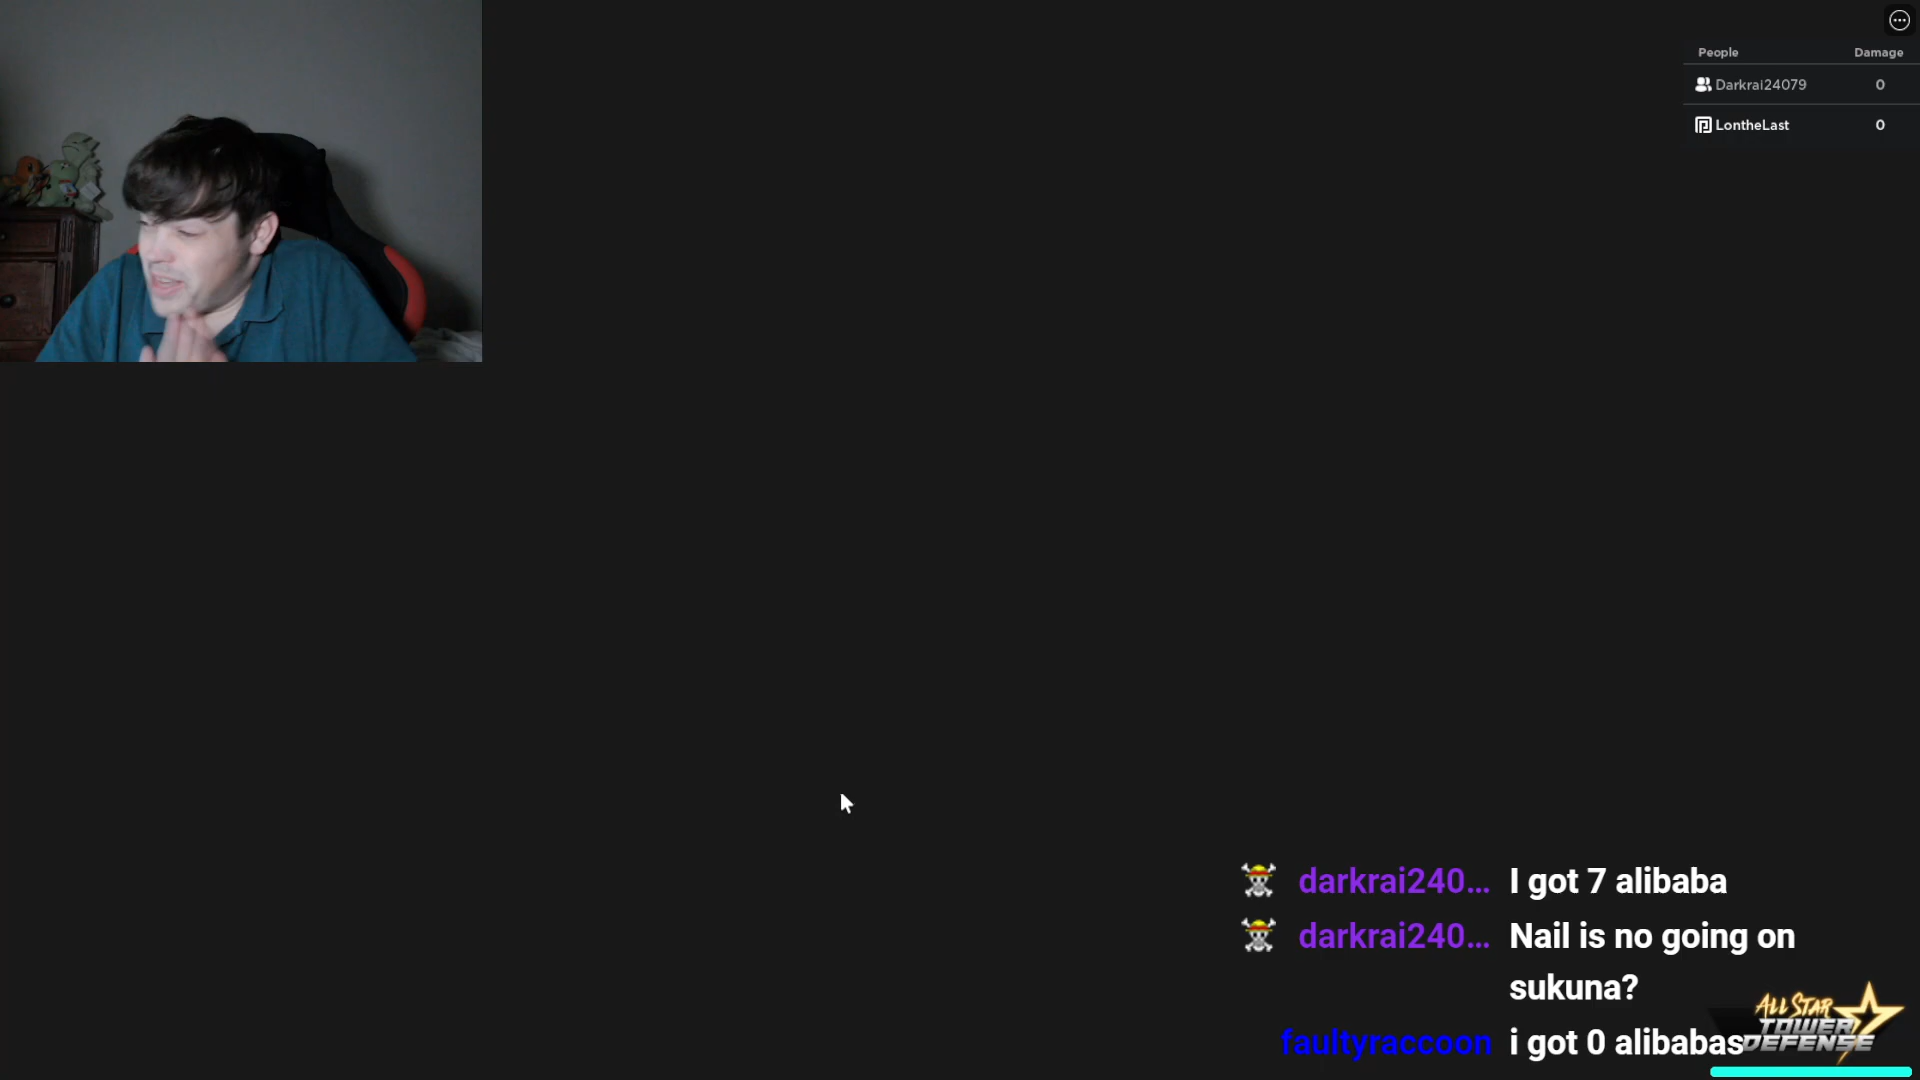 People Damage
Darkrai24079 0
LontheLast 0
darkrai240... I got 7 alibaba
darkrai240... Nail is no going on
sukuna?
faultyraccoon i got 0 alibabas
ALL STAR
TOWER
DEFENSE